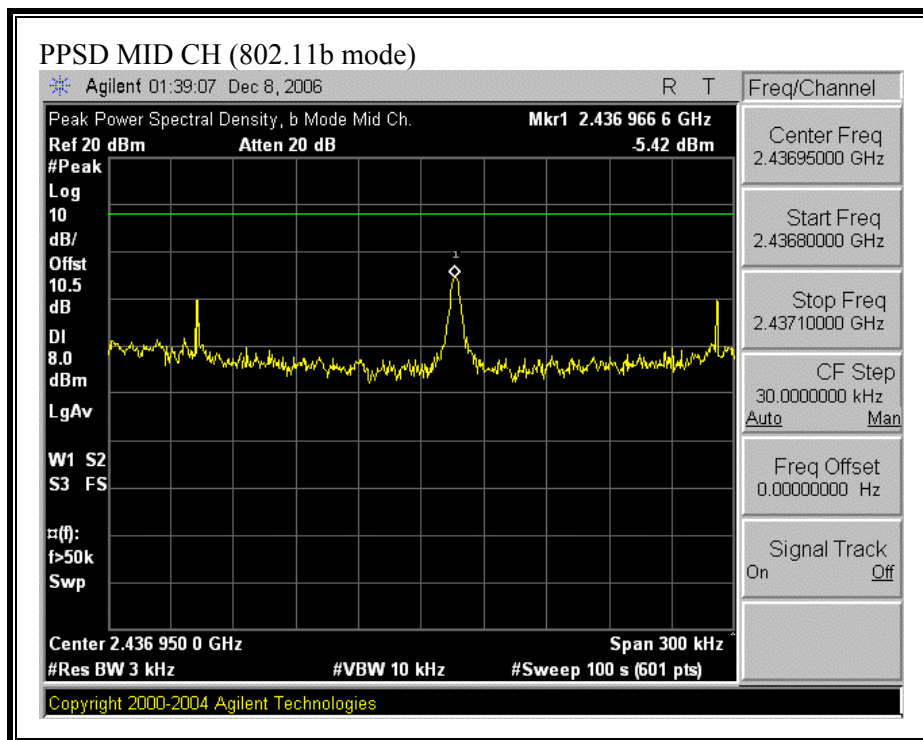 PPSD MID CH (802.11b mode)
Agilent 01:39:07 Dec 8, 2006 R T
Peak Power Spectral Density, b Mode Mid Ch. Mkr1 2.436 966 6 GHz
Ref 20 dBm Atten 20 dB -5.42 dBm
#Peak
Log
10
dB/
Offst
10.5
dB
DI
8.0
dBm
LgAv
W1 S2
S3 FS
¤(f):
f>50k
Swp
1
Center 2.436 950 0 GHz Span 300 kHz ^
#Res BW 3 kHz #VBW 10 kHz #Sweep 100 s (601 pts)
Copyright 2000-2004 Agilent Technologies
Freq/Channel
Center Freq
2.43695000 GHz
Start Freq
2.43680000 GHz
Stop Freq
2.43710000 GHz
CF Step
30.0000000 kHz
Auto Man
Freq Offset
0.00000000 Hz
Signal Track
On Off